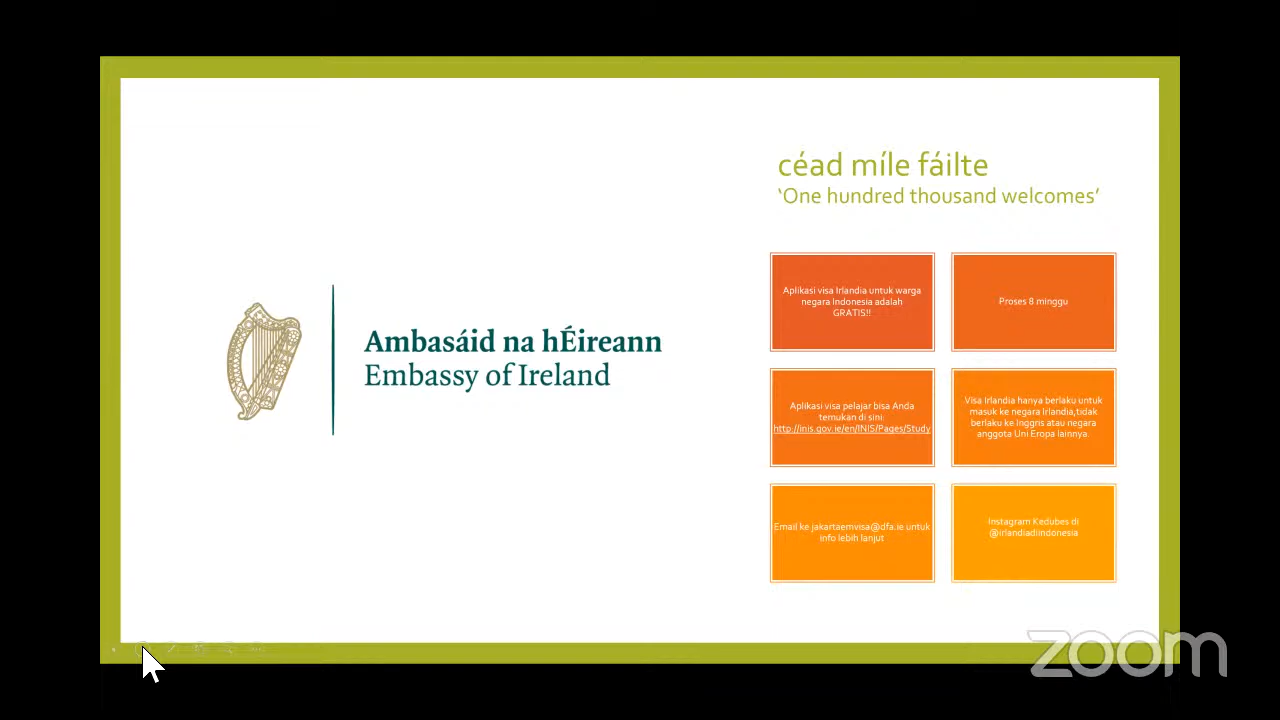 céad míle fáilte
‘One hundred thousand welcomes’
Ambasáid na hÉireann
Embassy of Ireland
Aplikasi visa Irlandia untuk warga
negara Indonesia adalah
GRATIS!!
Proses 8 minggu
Aplikasi visa pelajar bisa Anda
temukan di sini:
http://inis.gov.ie/en/INIS/Pages/Study
Visa Irlandia hanya berlaku untuk
masuk ke negara Irlandia,tidak
berlaku ke Inggris atau negara
anggota Uni Eropa lainnya.
Email ke jakartaemvisa@dfa.ie untuk
info lebih lanjut
Instagram Kedubes di
@irlandiadiindonesia
zoom